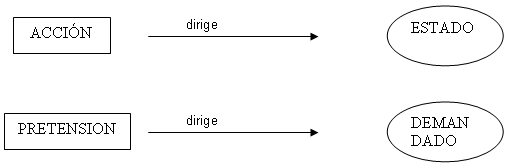 ACCIÓN dirige ESTADO
PRETENSION dirige DEMAN
DADO